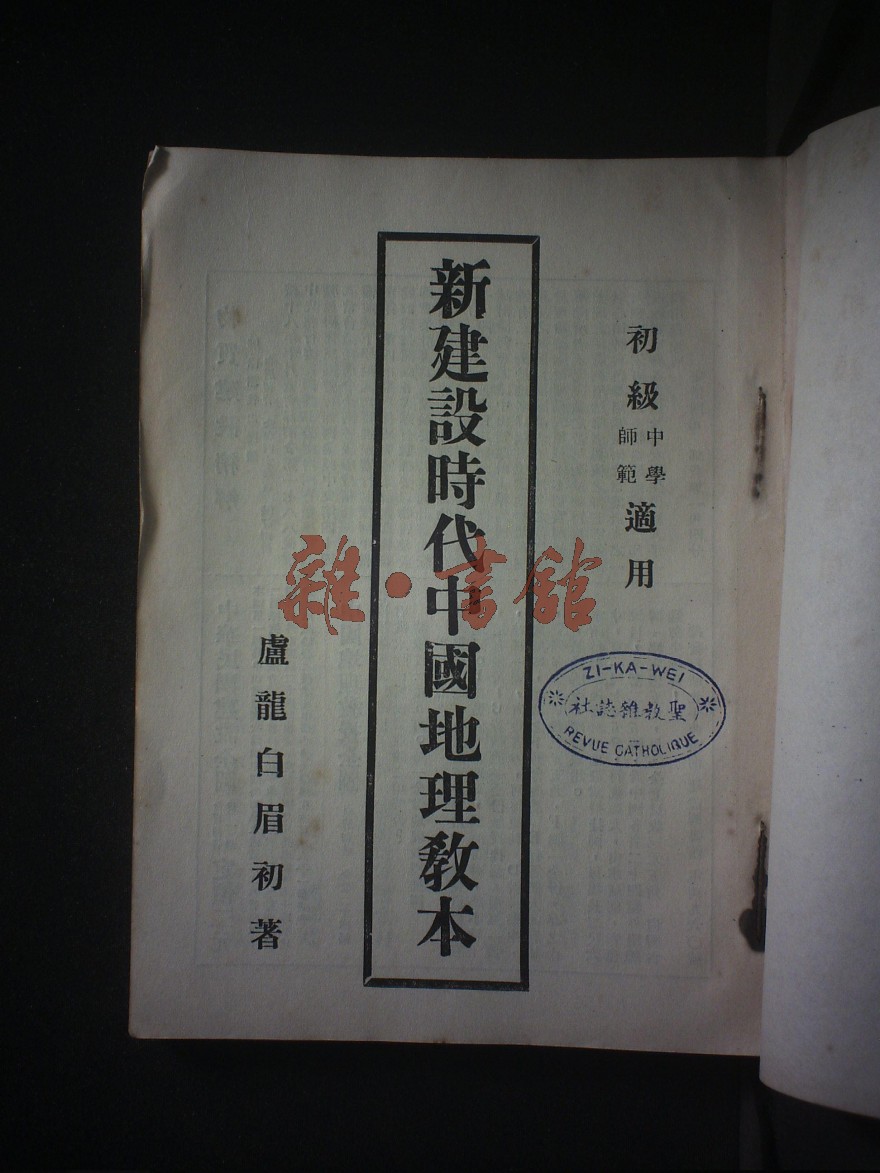 初級中學師範適用
新建設時代中國地理教本
盧龍白眉初著
ZI-KA-WEI
聖教雜誌社
REVUE CATHOLIQUE
雜·書館